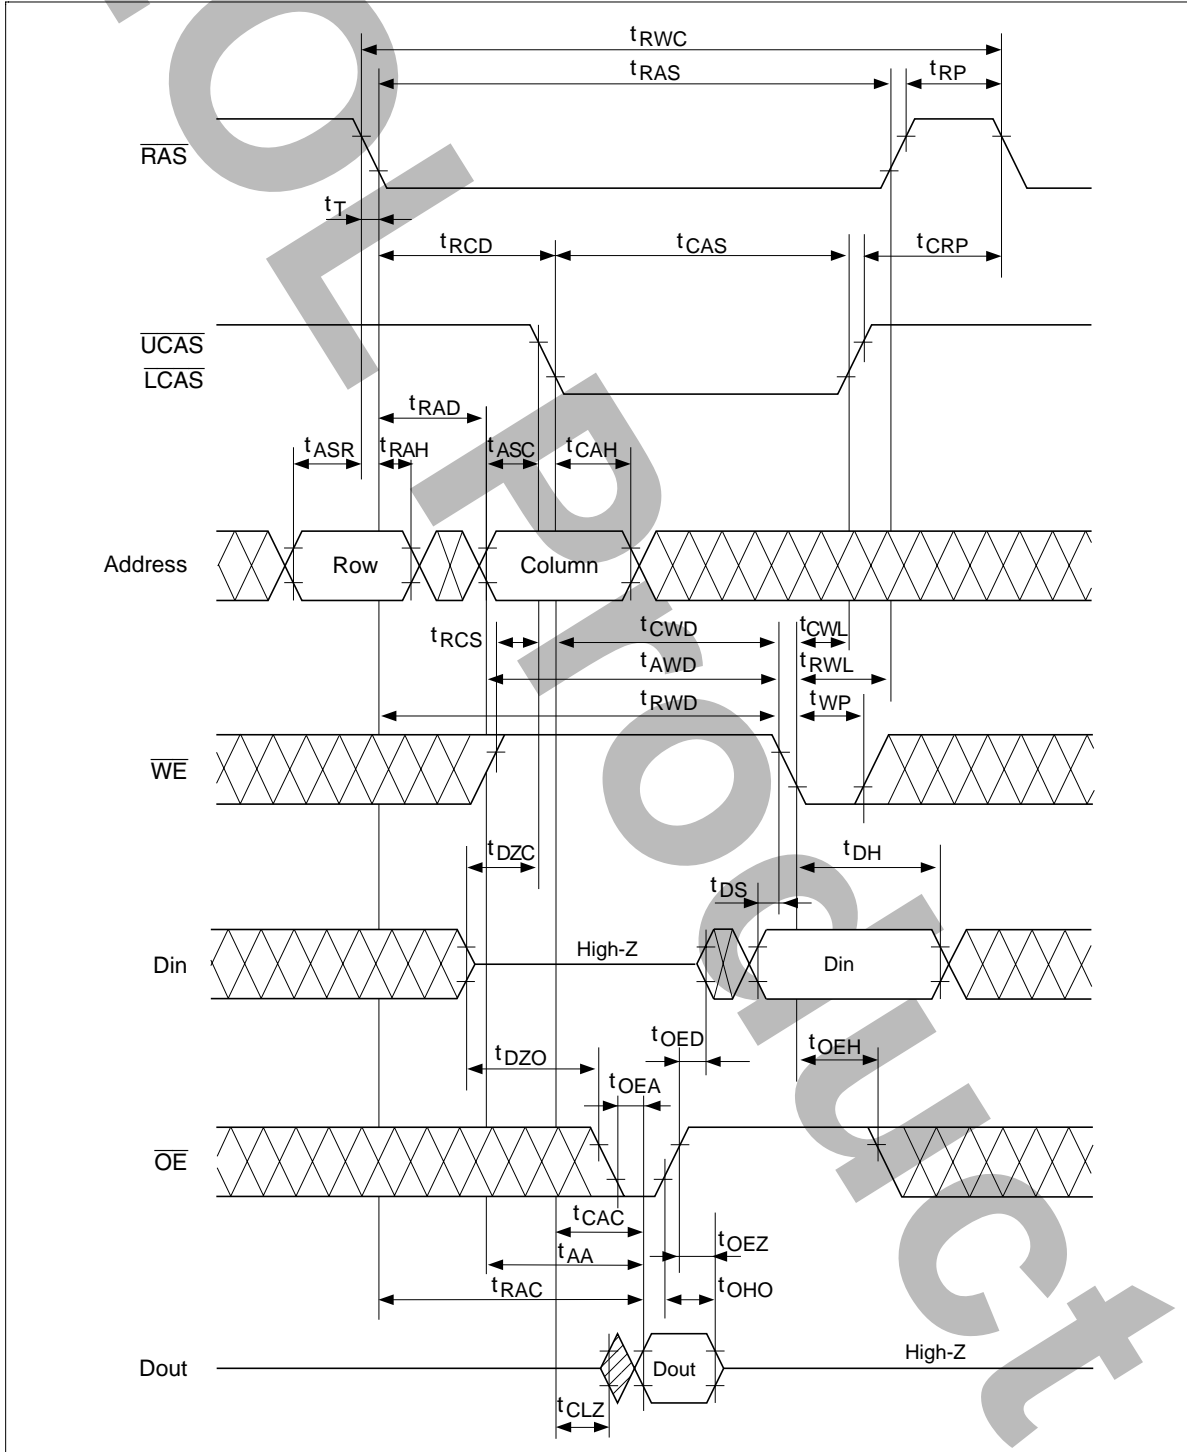 tRWC
tRAS
tRP
RAS
tT
tRCD
tCAS
tCRP
UCAS
LCAS
tRAD
tASR
tRAH
tASC
tCAH
Address
Row
Column
tRCS
tCWD
tCWL
tAWD
tRWL
tRWD
tWP
WE
tDZC
tDH
tDS
Din
High-Z
Din
tOED
tOEH
tDZO
tOEA
OE
tCAC
tOEZ
tAA
tRAC
tOHO
Dout
Dout
High-Z
tCLZ
OL Product